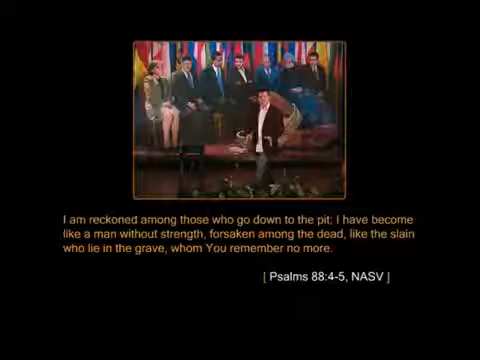 I am reckoned among those who go down to the pit; I have become
like a man without strength, forsaken among the dead, like the slain
who lie in the grave, whom You remember no more.
[ Psalms 88:4-5, NASV ]